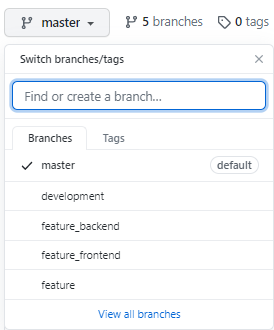 master 5 branches 0 tags
Switch branches/tags
Find or create a branch...
Branches Tags
master default
development
feature_backend
feature_frontend
feature
View all branches